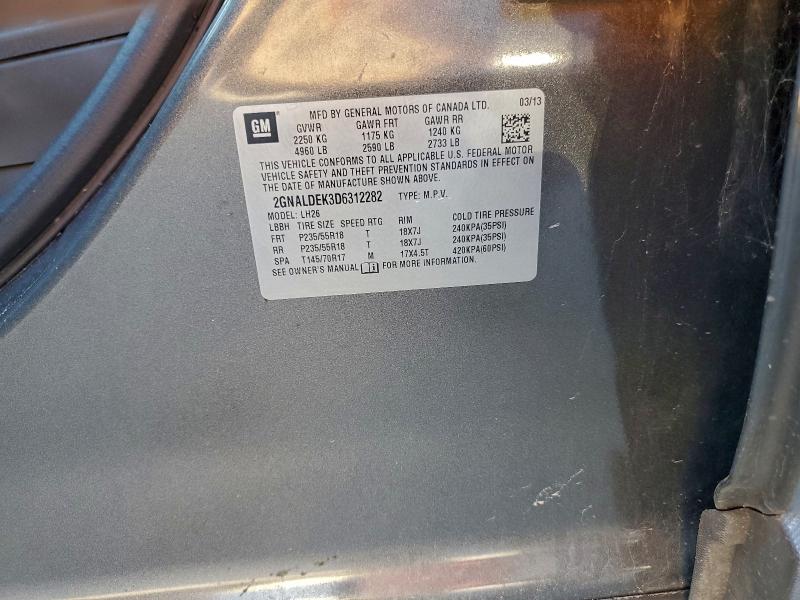 MFD BY GENERAL MOTORS OF CANADA LTD. 03/13
GM
GVWR GAWR FRT GAWR RR
2250 KG 1175 KG 1240 KG
4960 LB 2590 LB 2733 LB
THIS VEHICLE CONFORMS TO ALL APPLICABLE U.S. FEDERAL MOTOR
VEHICLE SAFETY AND THEFT PREVENTION STANDARDS IN EFFECT ON
THE DATE OF MANUFACTURE SHOWN ABOVE.
2GNALDEK3D6312282 TYPE: M.P.V.
MODEL: LH26
LBBH TIRE SIZE SPEED RTG RIM COLD TIRE PRESSURE
FRT P235/55R18 T 18X7J 240KPA(35PSI)
RR P235/55R18 T 18X7J 240KPA(35PSI)
SPA T145/70R17 M 17X4.5T 420KPA(60PSI)
SEE OWNER'S MANUAL FOR MORE INFORMATION.